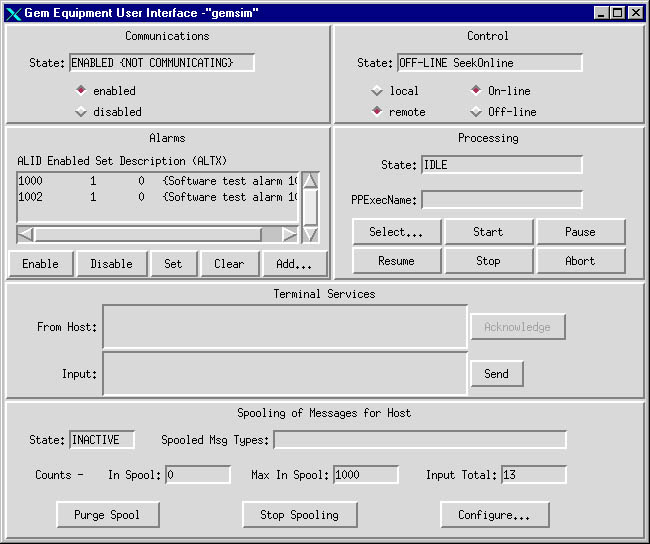 Gem Equipment User Interface -"gemsim"
Communications
State: ENABLED {NOT COMMUNICATING}
enabled
disabled
Control
State: OFF-LINE SeekOnline
local On-line
remote Off-line
Alarms
ALID Enabled Set Description (ALTX)
1000 1 0 {Software test alarm 10
1002 1 0 {Software test alarm 10
Enable Disable Set Clear Add...
Processing
State: IDLE
PPExecName:
Select... Start Pause
Resume Stop Abort
Terminal Services
From Host: Acknowledge
Input: Send
Spooling of Messages for Host
State: INACTIVE Spooled Msg Types:
Counts - In Spool: 0 Max In Spool: 1000 Input Total: 13
Purge Spool Stop Spooling Configure...